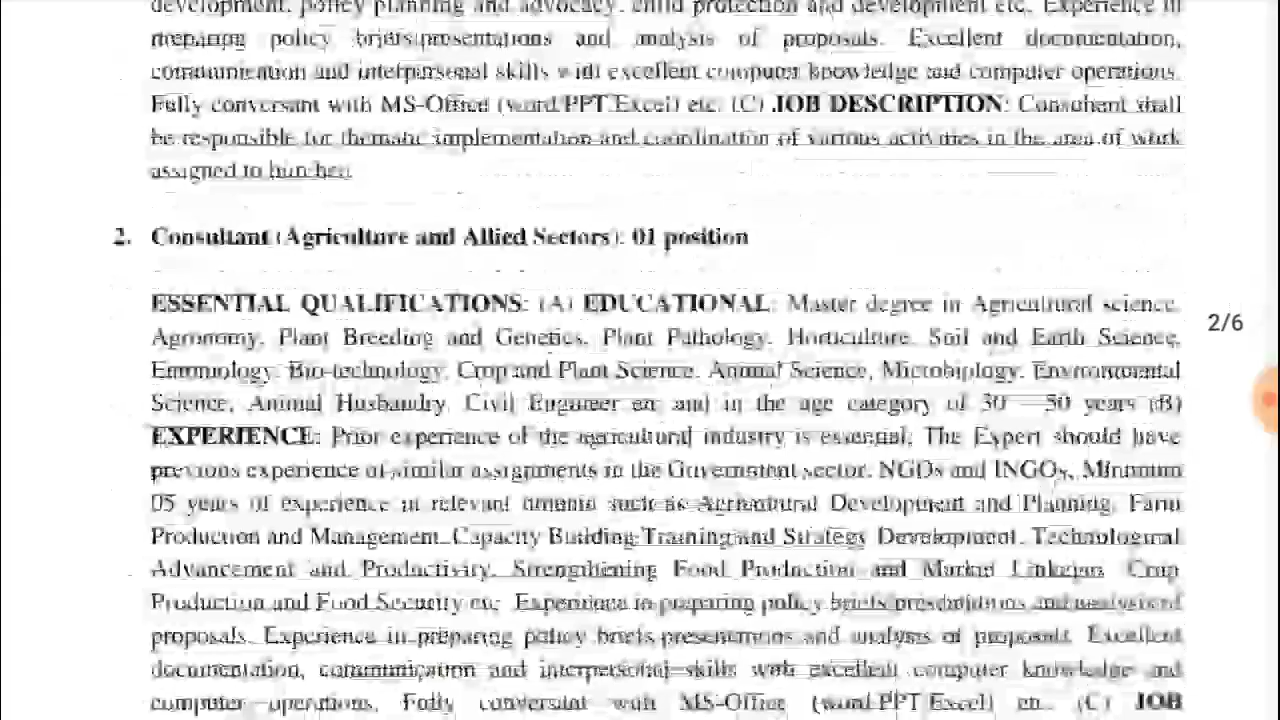 development, policy planning and advocacy, child protection and development etc. Experience in
preparing policy briefs/presentations and analysis of proposals. Excellent documentation,
communication and interpersonal skills with excellent computer knowledge and computer operations.
Fully conversant with MS-Office (word/PPT/Excel) etc. (C) JOB DESCRIPTION: Consultant shall
be responsible for thematic implementation and coordination of various activities in the area of work
assigned to him/her.
2. Consultant (Agriculture and Allied Sectors): 01 position
ESSENTIAL QUALIFICATIONS: (A) EDUCATIONAL: Master degree in Agricultural science,
Agronomy, Plant Breeding and Genetics, Plant Pathology, Horticulture, Soil and Earth Science,
Entomology, Bio-technology, Crop and Plant Science, Animal Science, Microbiology, Environmental
Science, Animal Husbandry, Civil Engineer etc and in the age category of 30 – 50 years (B)
EXPERIENCE: Prior experience of the agricultural industry is essential. The Expert should have
previous experience of similar assignments in the Government sector, NGOs and INGOs, Minimum
05 years of experience in relevant such as Agricultural Development and Planning, Farm
Production and Management, Capacity Building/Training and Strategy Development, Technological
Advancement and Productivity, Strengthening Food Production and Market Linkages, Crop
Production and Food Security etc. Experience in preparing policy briefs/presentations and analysis of
proposals. Experience in preparing policy briefs/presentations and analysis of proposals. Excellent
documentation, communication and interpersonal skills with excellent computer knowledge and
computer operations. Fully conversant with MS-Office (word/PPT/Excel) etc. (C) JOB
2/6